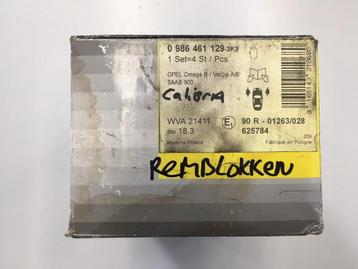 0 986 461 129-3K3
1 Set=4 St / Pcs
OPEL Omega B / Vectra A/B
SAAB 900
Calibra
WVA 21411
E1 90 R - 01263/028
18.3
625784
Made in Poland
Fabriqué en Pologne
REMBLOKKEN